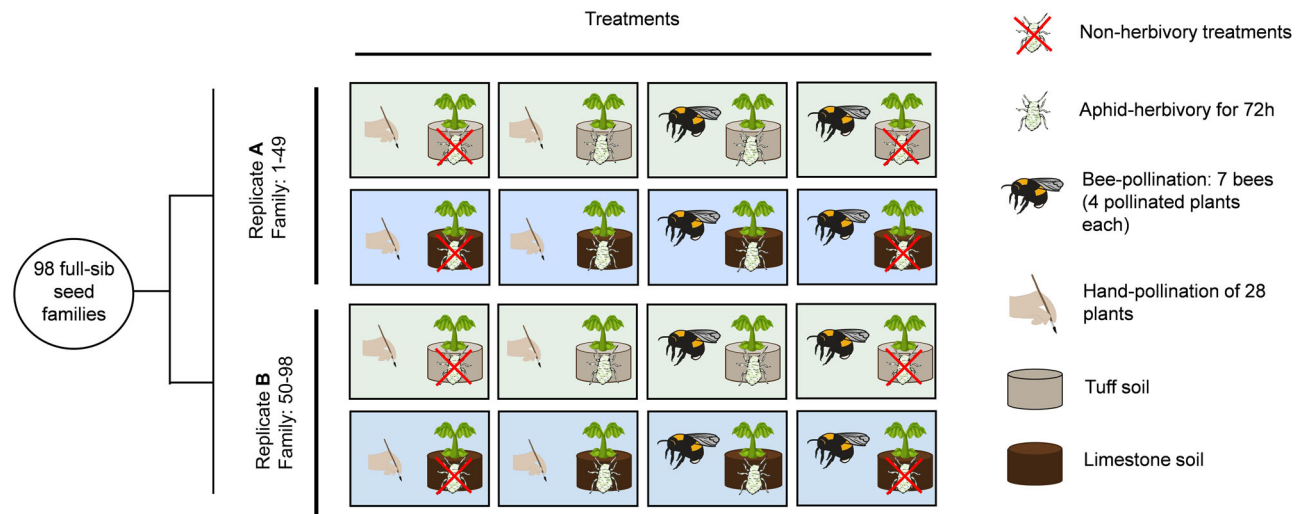 Treatments
98 full-sib
seed
families
Replicate A
Family: 1-49
Replicate B
Family: 50-98
Non-herbivory treatments
Aphid-herbivory for 72h
Bee-pollination: 7 bees
(4 pollinated plants
each)
Hand-pollination of 28
plants
Tuff soil
Limestone soil